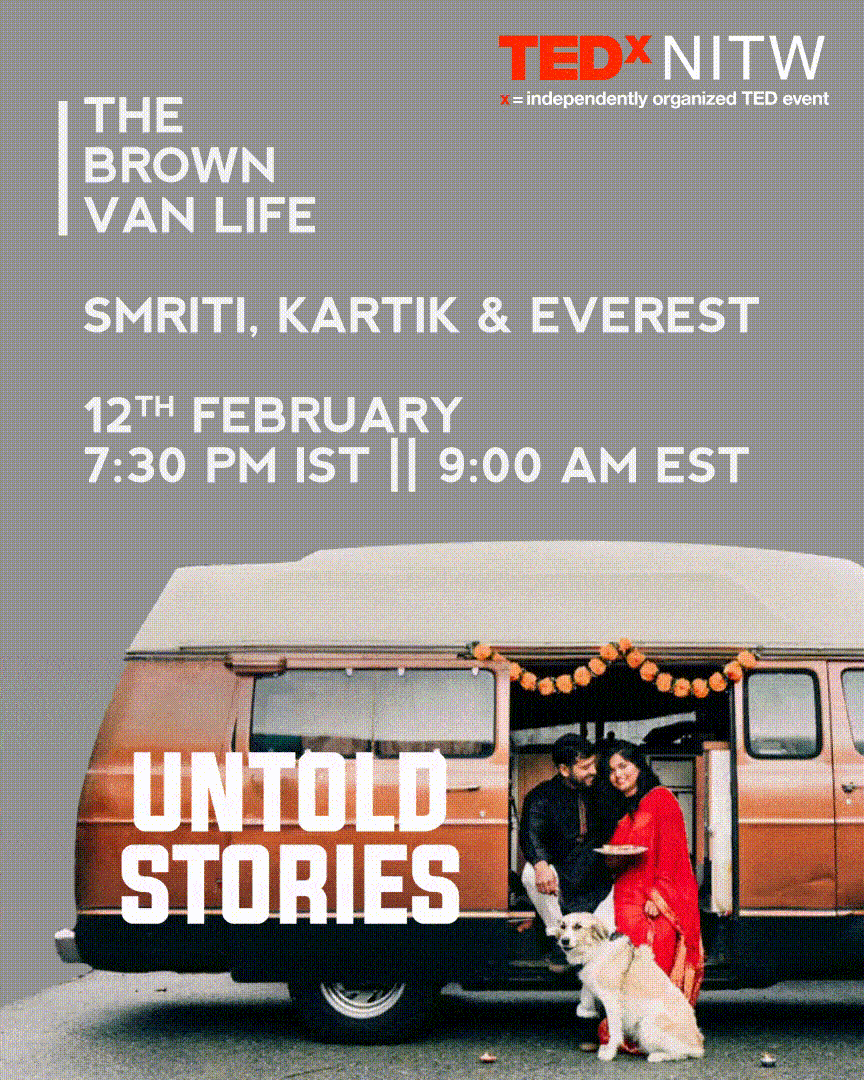 TEDx NITW
x = independently organized TED event
THE
BROWN
VAN LIFE
SMRITI, KARTIK & EVEREST
12TH FEBRUARY
7:30 PM IST || 9:00 AM EST
UNTOLD
STORIES